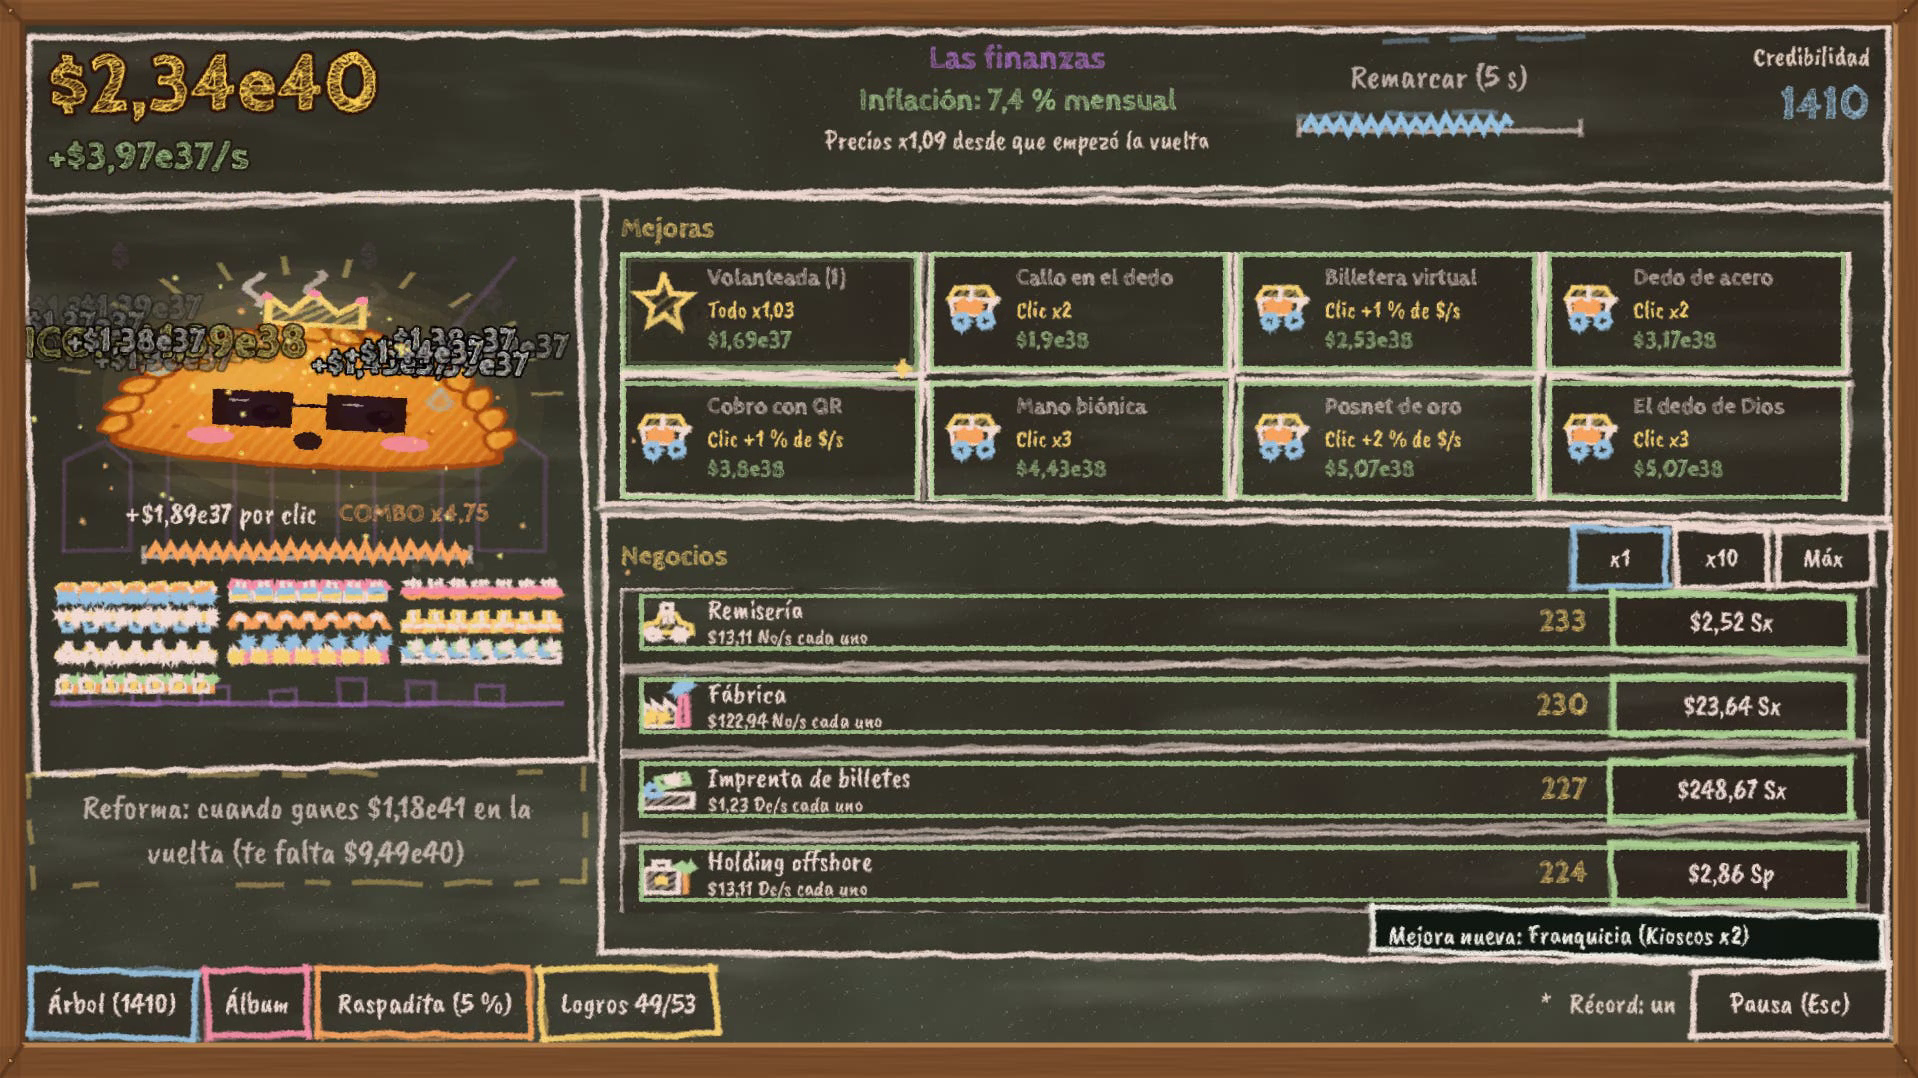 $2,34e40
+$3,97e37/s
Las finanzas
Inflación: 7,4 % mensual
Precios x1,09 desde que empezó la vuelta
Remarcar (5 s)
Credibilidad
1410
+$1,38e37
+$1,89e37 por clic
COMBO x4,75
Reforma: cuando ganes $1,18e41 en la
vuelta (te falta $9,49e40)
Mejoras
Volanteada (1)
Todo x1,03
$1,69e37
Callo en el dedo
Clic x2
$1,9e38
Billetera virtual
Clic +1 % de $/s
$2,53e38
Dedo de acero
Clic x2
$3,17e38
Cobro con QR
Clic +1 % de $/s
$3,8e38
Mano biónica
Clic x3
$4,43e38
Posnet de oro
Clic +2 % de $/s
$5,07e38
El dedo de Dios
Clic x3
$5,07e38
Negocios
x1
x10
Máx
Remisería
$13,11 No/s cada uno
233
$2,52 Sx
Fábrica
$122,94 No/s cada uno
230
$23,64 Sx
Imprenta de billetes
$1,23 Dc/s cada uno
227
$248,67 Sx
Holding offshore
$13,11 Dc/s cada uno
224
$2,86 Sp
Mejora nueva: Franquicia (Kioscos x2)
Árbol (1410)
Álbum
Raspadita (5 %)
Logros 49/53
* Récord: un
Pausa (Esc)